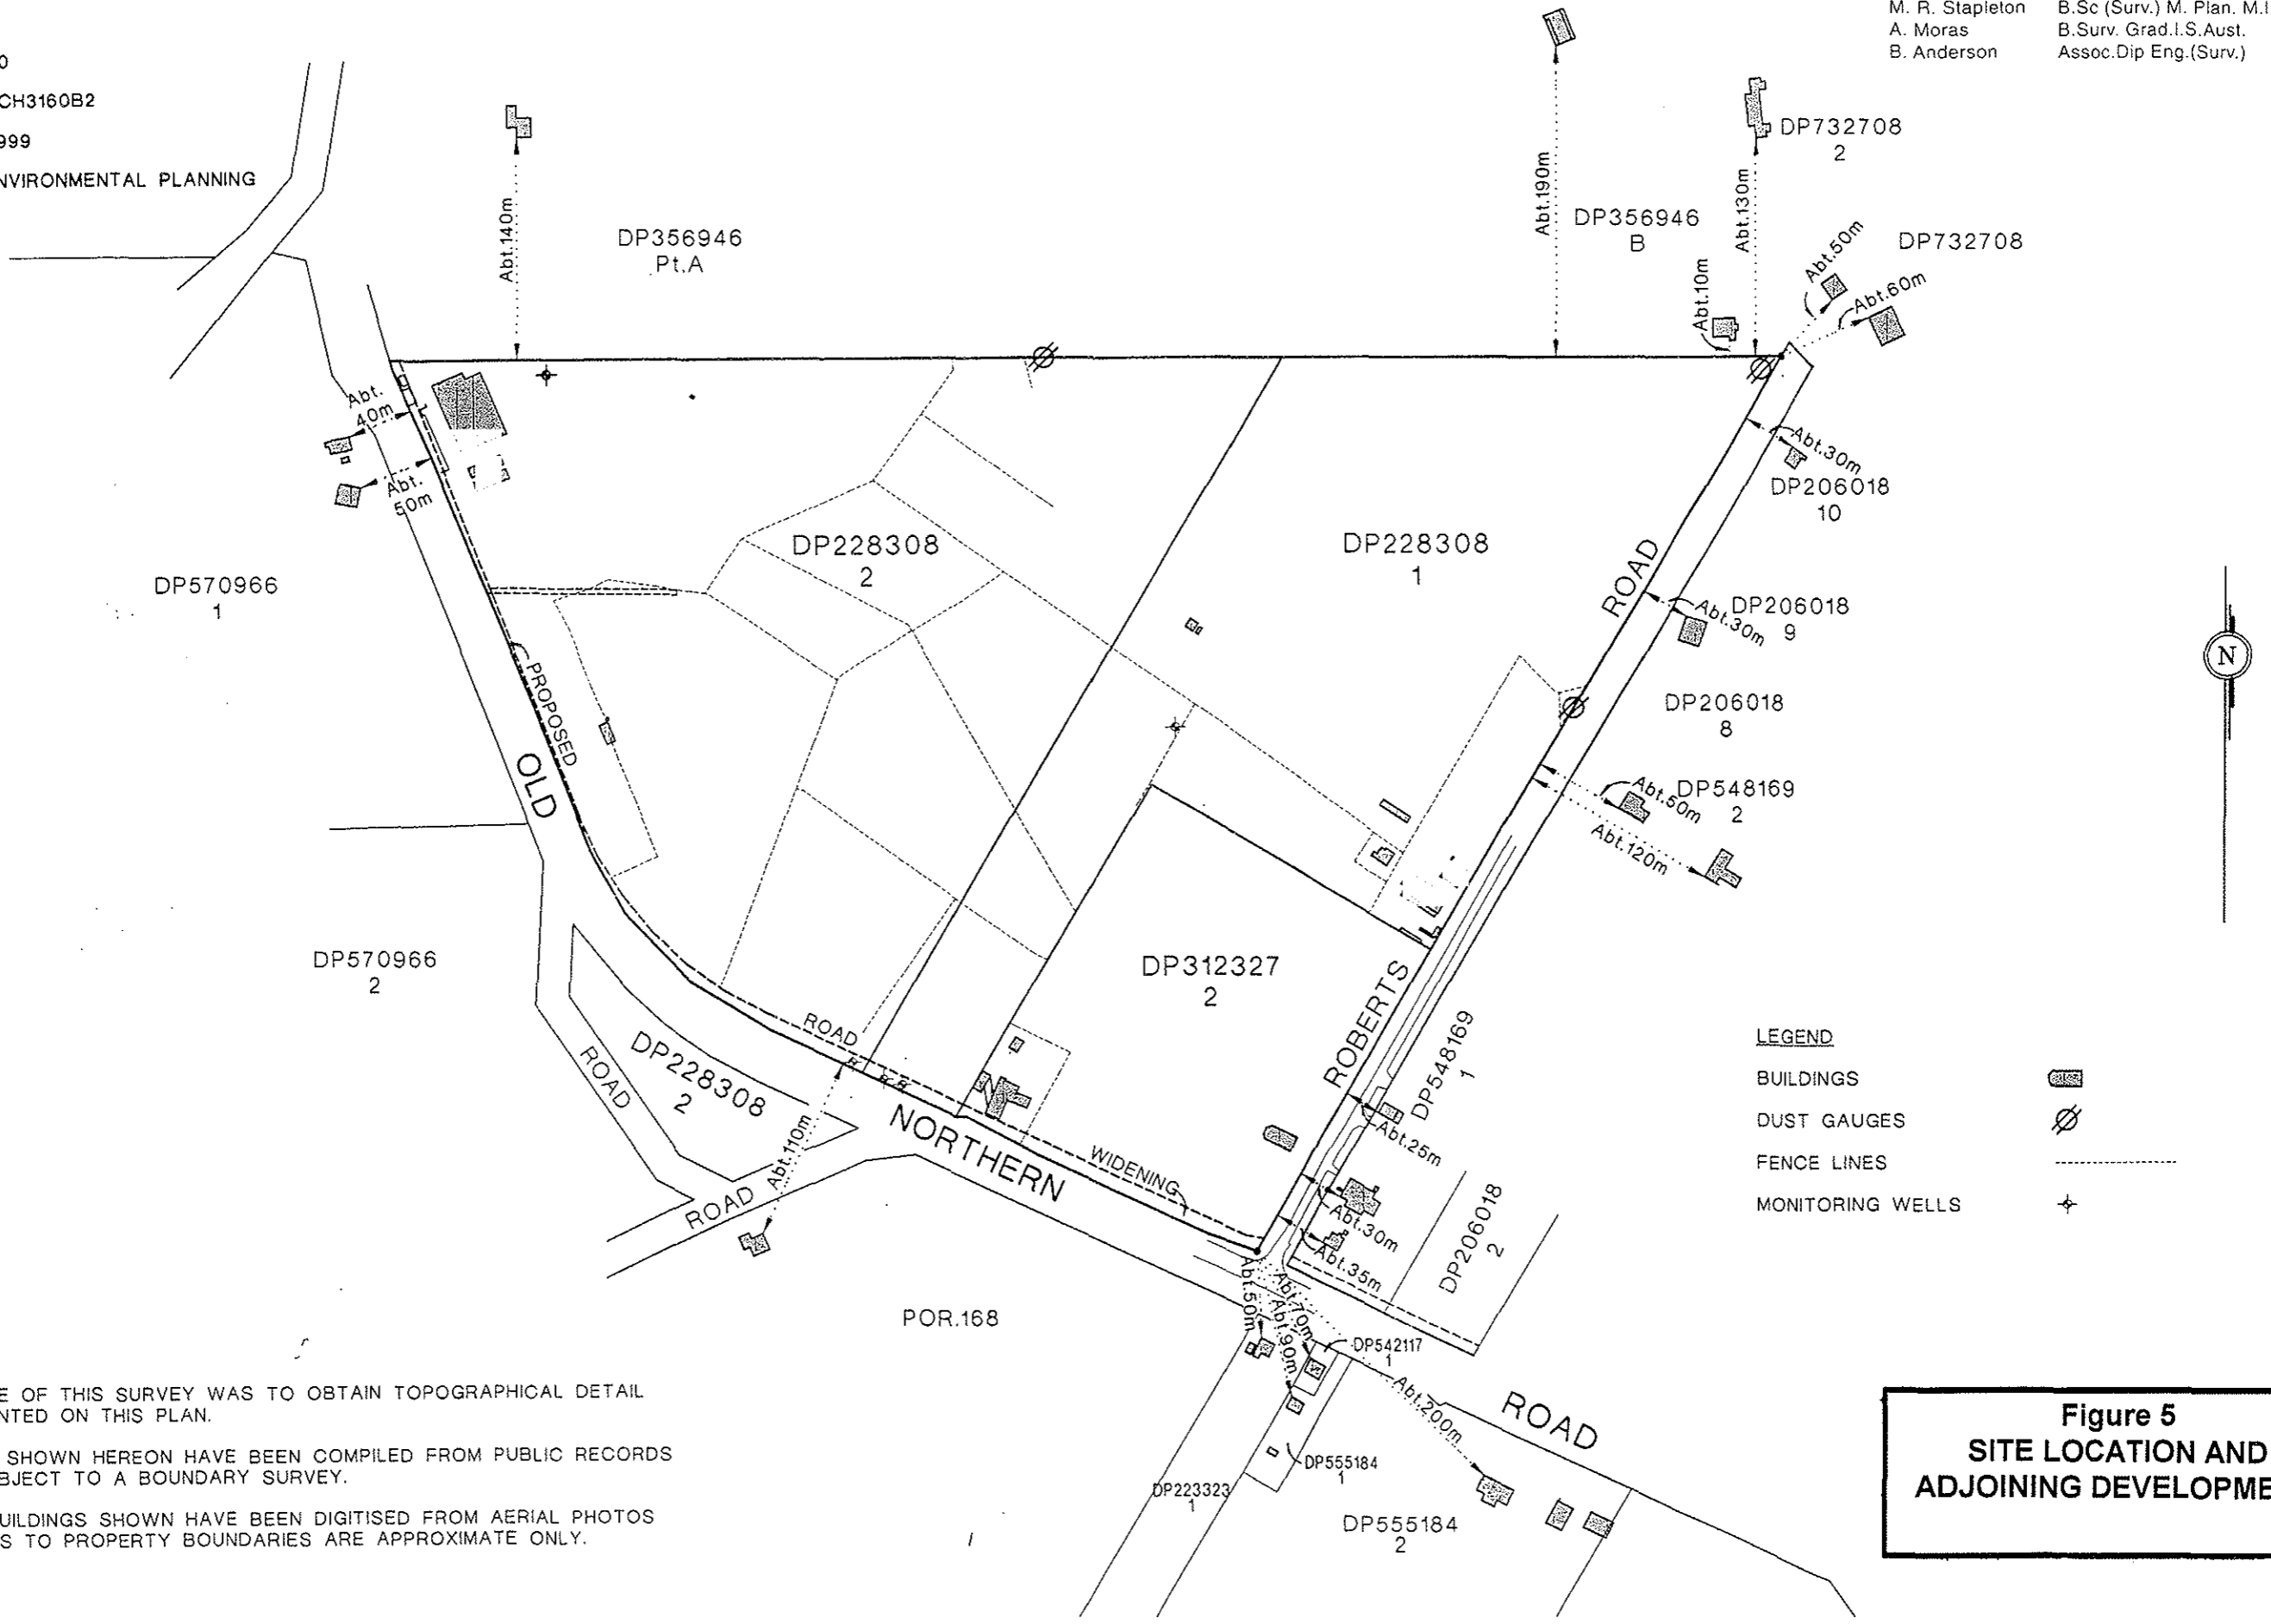 M. R. Stapleton B.Sc (Surv.) M. Plan. M.I
A. Moras B.Surv. Grad.I.S.Aust.
B. Anderson Assoc.Dip Eng.(Surv.)
0
CH3160B2
999
NVIRONMENTAL PLANNING
Abt.140m
DP356946
Pt.A
Abt.190m
DP356946
B
Abt.10m
Abt.130m
DP732708
2
Abt.50m
DP732708
Abt.60m
Abt.
40m
Abt.
50m
Abt.30m
DP206018
10
DP228308
2
DP228308
1
ROAD
DP570966
1
Abt.30m
DP206018
9
N
PROPOSED
OLD
DP206018
8
DP548169
2
Abt.50m
Abt.120m
DP570966
2
DP312327
2
ROBERTS
DP548169
1
ROAD
ROAD
DP228308
2
NORTHERN
WIDENING
Abt.110m
ROAD
Abt.25m
Abt.30m
Abt.35m
DP206018
2
LEGEND
BUILDINGS
DUST GAUGES
FENCE LINES
MONITORING WELLS
Abt.50m
Abt.70m
Abt.90m
DP542117
1
POR.168
Abt.200m
ROAD
DP555184
1
DP223323
1
DP555184
2
E OF THIS SURVEY WAS TO OBTAIN TOPOGRAPHICAL DETAIL
NTED ON THIS PLAN.
SHOWN HEREON HAVE BEEN COMPILED FROM PUBLIC RECORDS
BJECT TO A BOUNDARY SURVEY.
UILDINGS SHOWN HAVE BEEN DIGITISED FROM AERIAL PHOTOS
S TO PROPERTY BOUNDARIES ARE APPROXIMATE ONLY.
Figure 5
SITE LOCATION AND
ADJOINING DEVELOPME